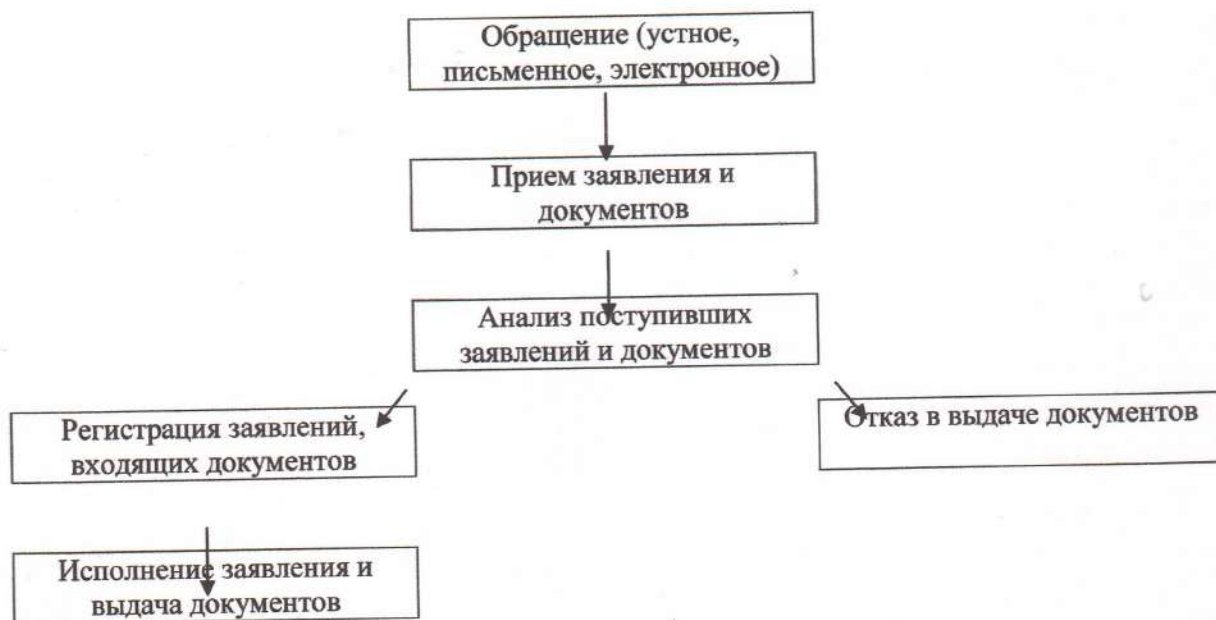 Обращение (устное,
письменное, электронное)
Прием заявления и
документов
Анализ поступивших
заявлений и документов
Регистрация заявлений,
входящих документов
Отказ в выдаче документов
Исполнение заявления и
выдача документов